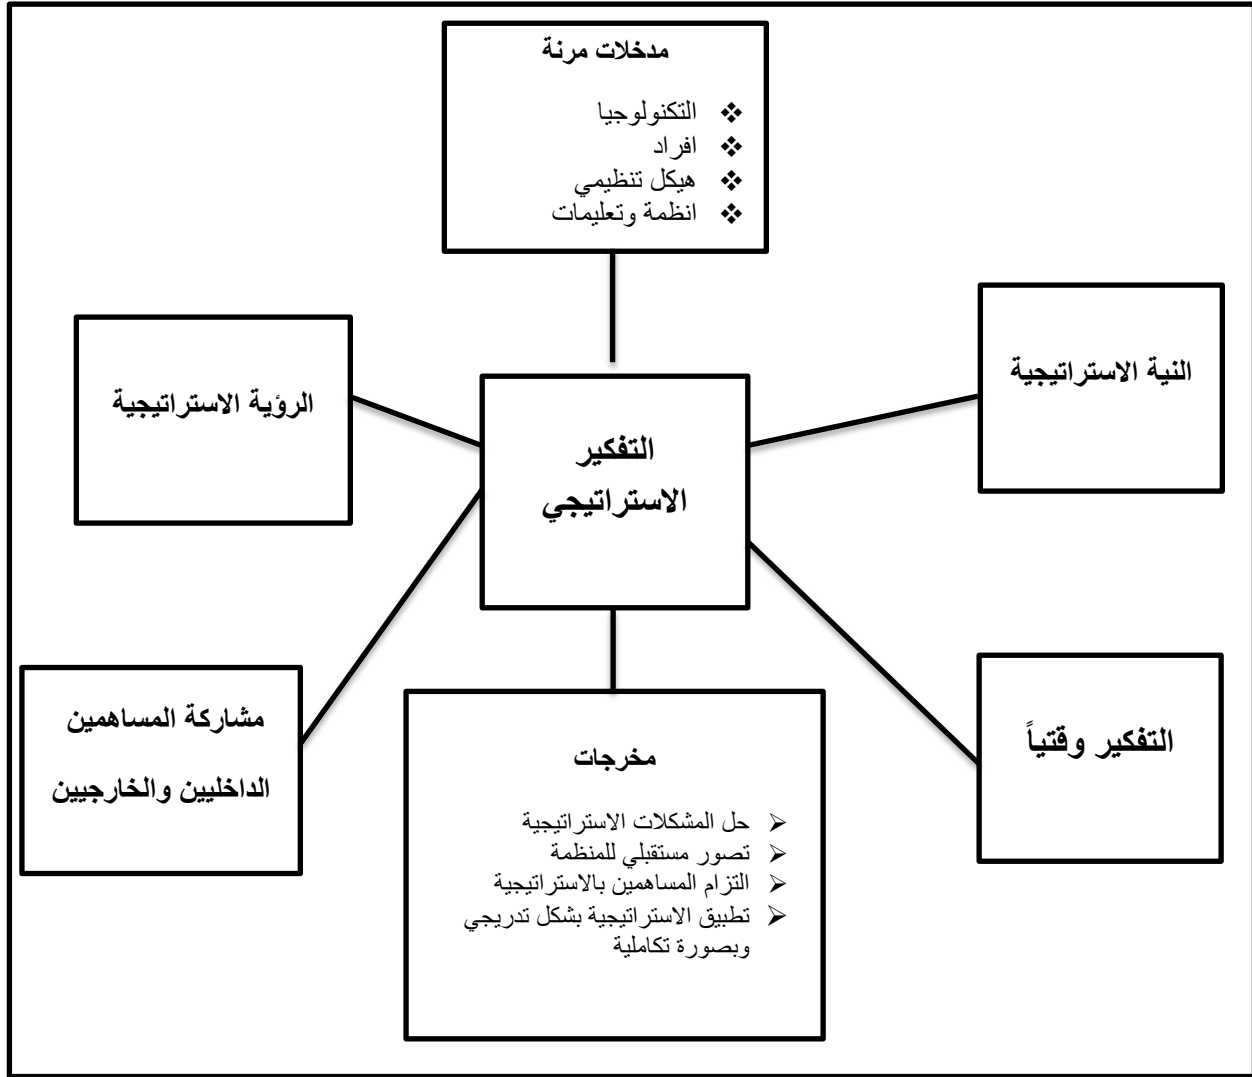 مدخلات مرنة
❖ التكنولوجيا
❖ افراد
❖ هيكل تنظيمي
❖ انظمة وتعليمات
النية الاستراتيجية
الرؤية الاستراتيجية
التفكير
الاستراتيجي
التفكير وقتياً
مشاركة المساهمين
الداخليين والخارجيين
مخرجات
➢ حل المشكلات الاستراتيجية
➢ تصور مستقبلي للمنظمة
➢ التزام المساهمين بالاستراتيجية
➢ تطبيق الاستراتيجية بشكل تدريجي
وبصورة تكاملية